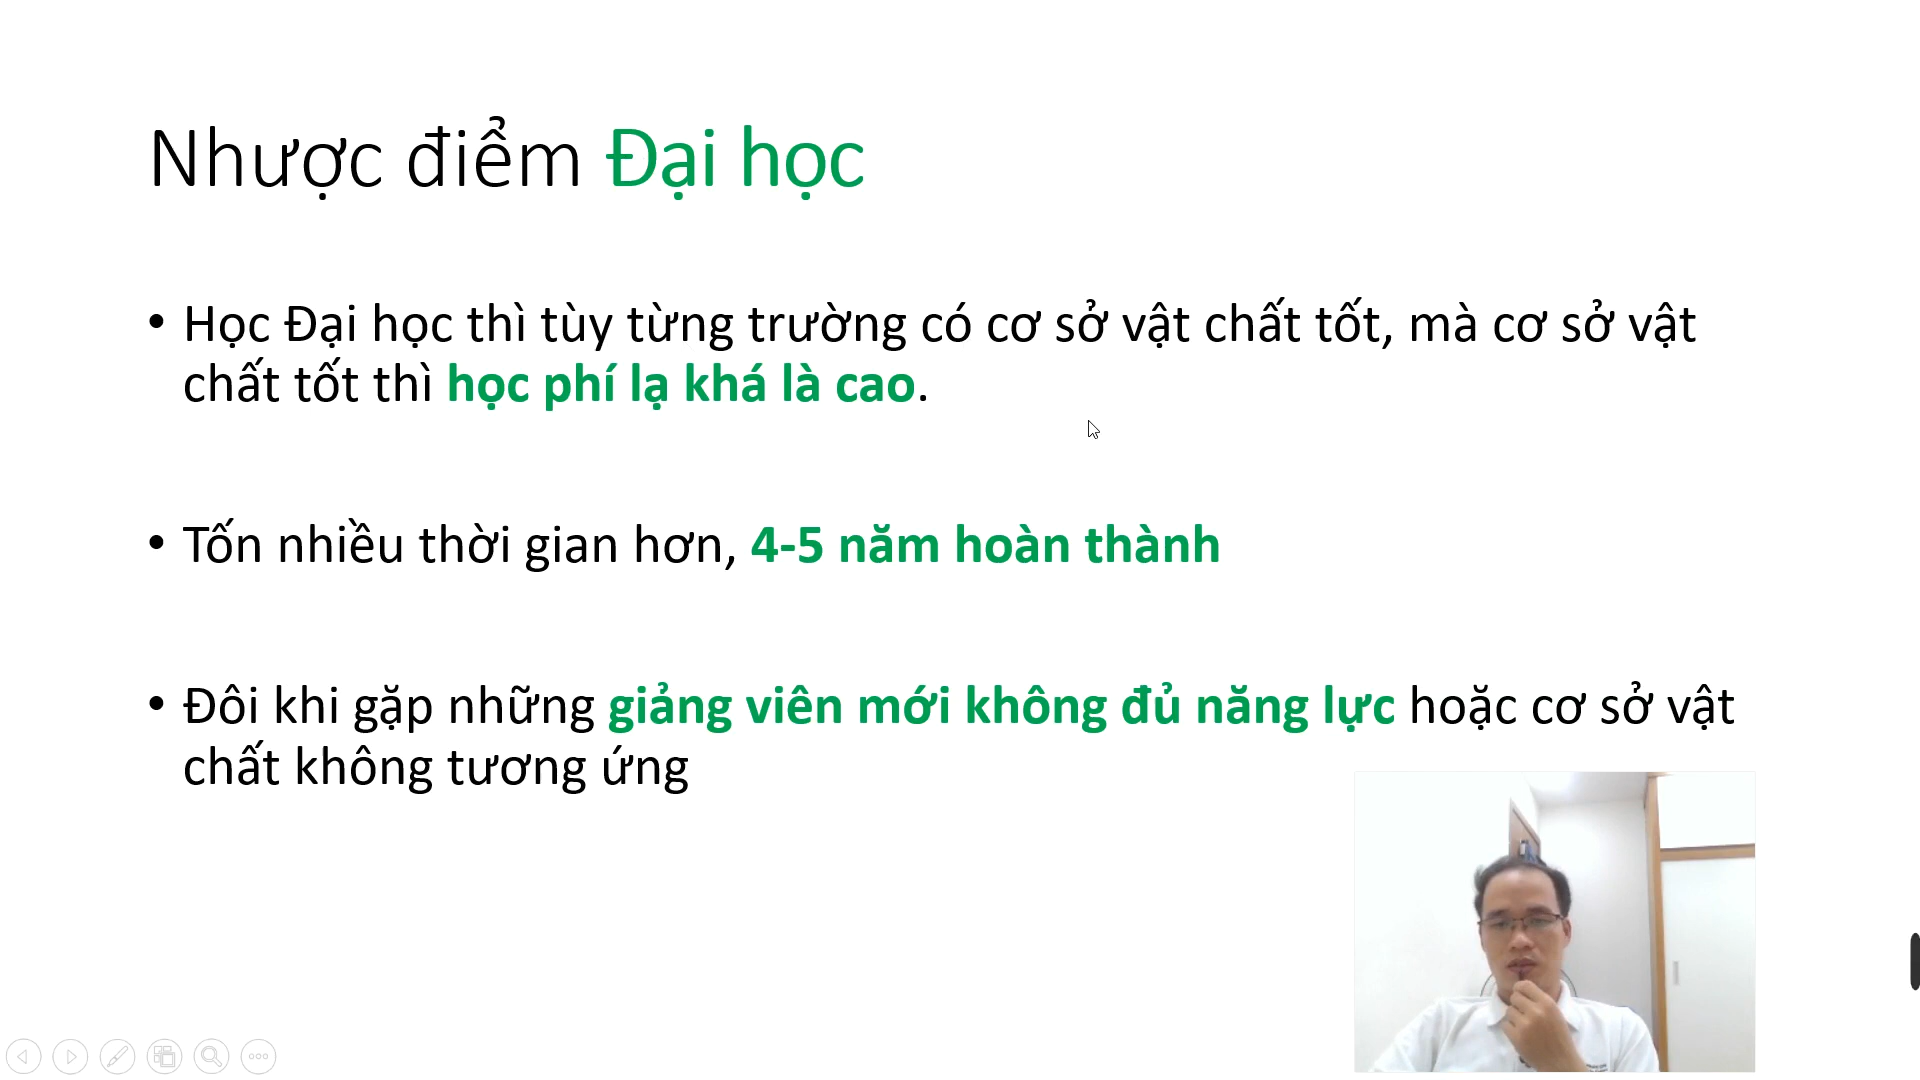 Nhược điểm Đại học
• Học Đại học thì tùy từng trường có cơ sở vật chất tốt, mà cơ sở vật
chất tốt thì học phí lạ khá là cao.
• Tốn nhiều thời gian hơn, 4-5 năm hoàn thành
• Đôi khi gặp những giảng viên mới không đủ năng lực hoặc cơ sở vật
chất không tương ứng